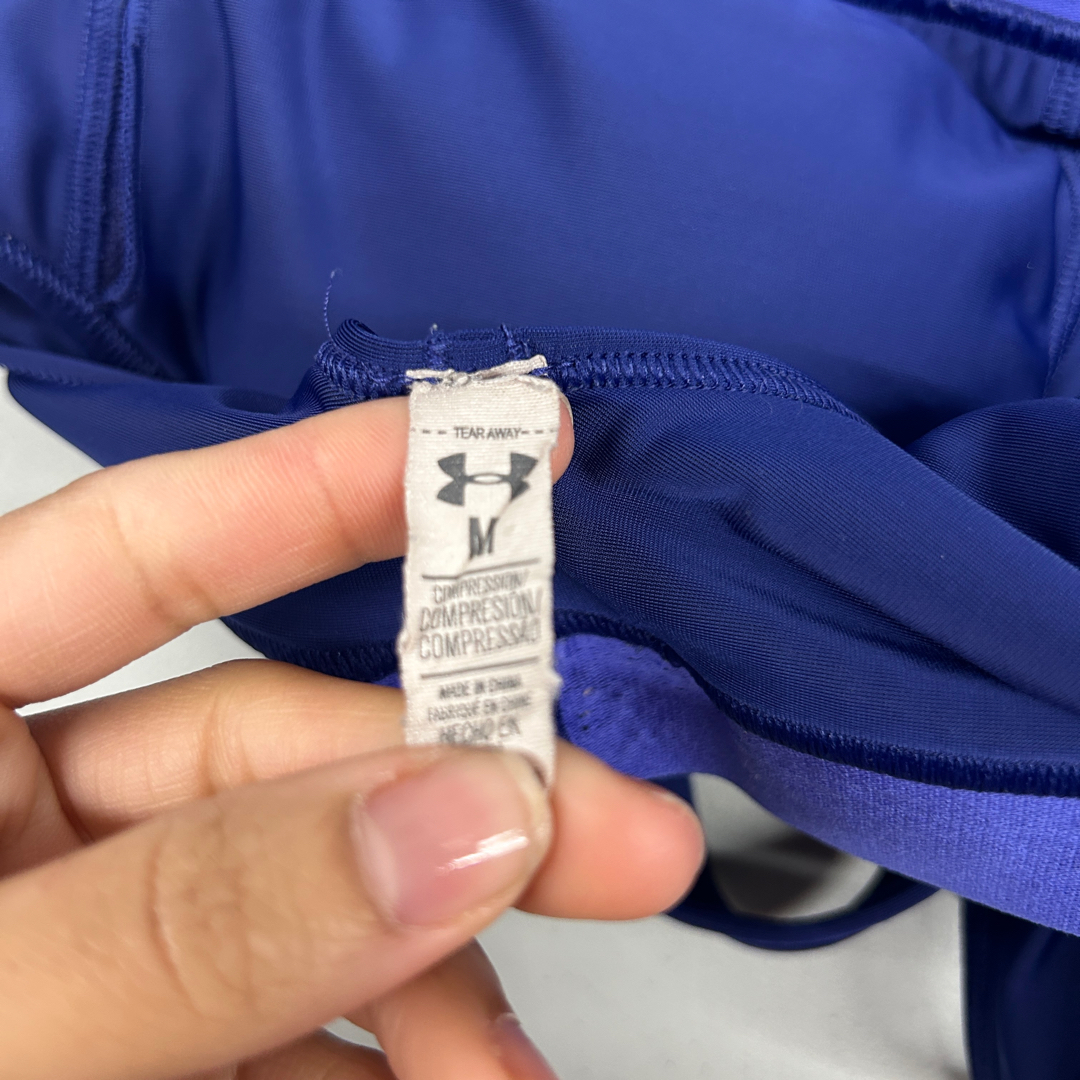 TEAR AWAY
M
COMPRESSION/
COMPRESIÓN/
COMPRESSÃO
MADE IN CHINA
FABRIQUÉ EN CHINE
HECHO EN